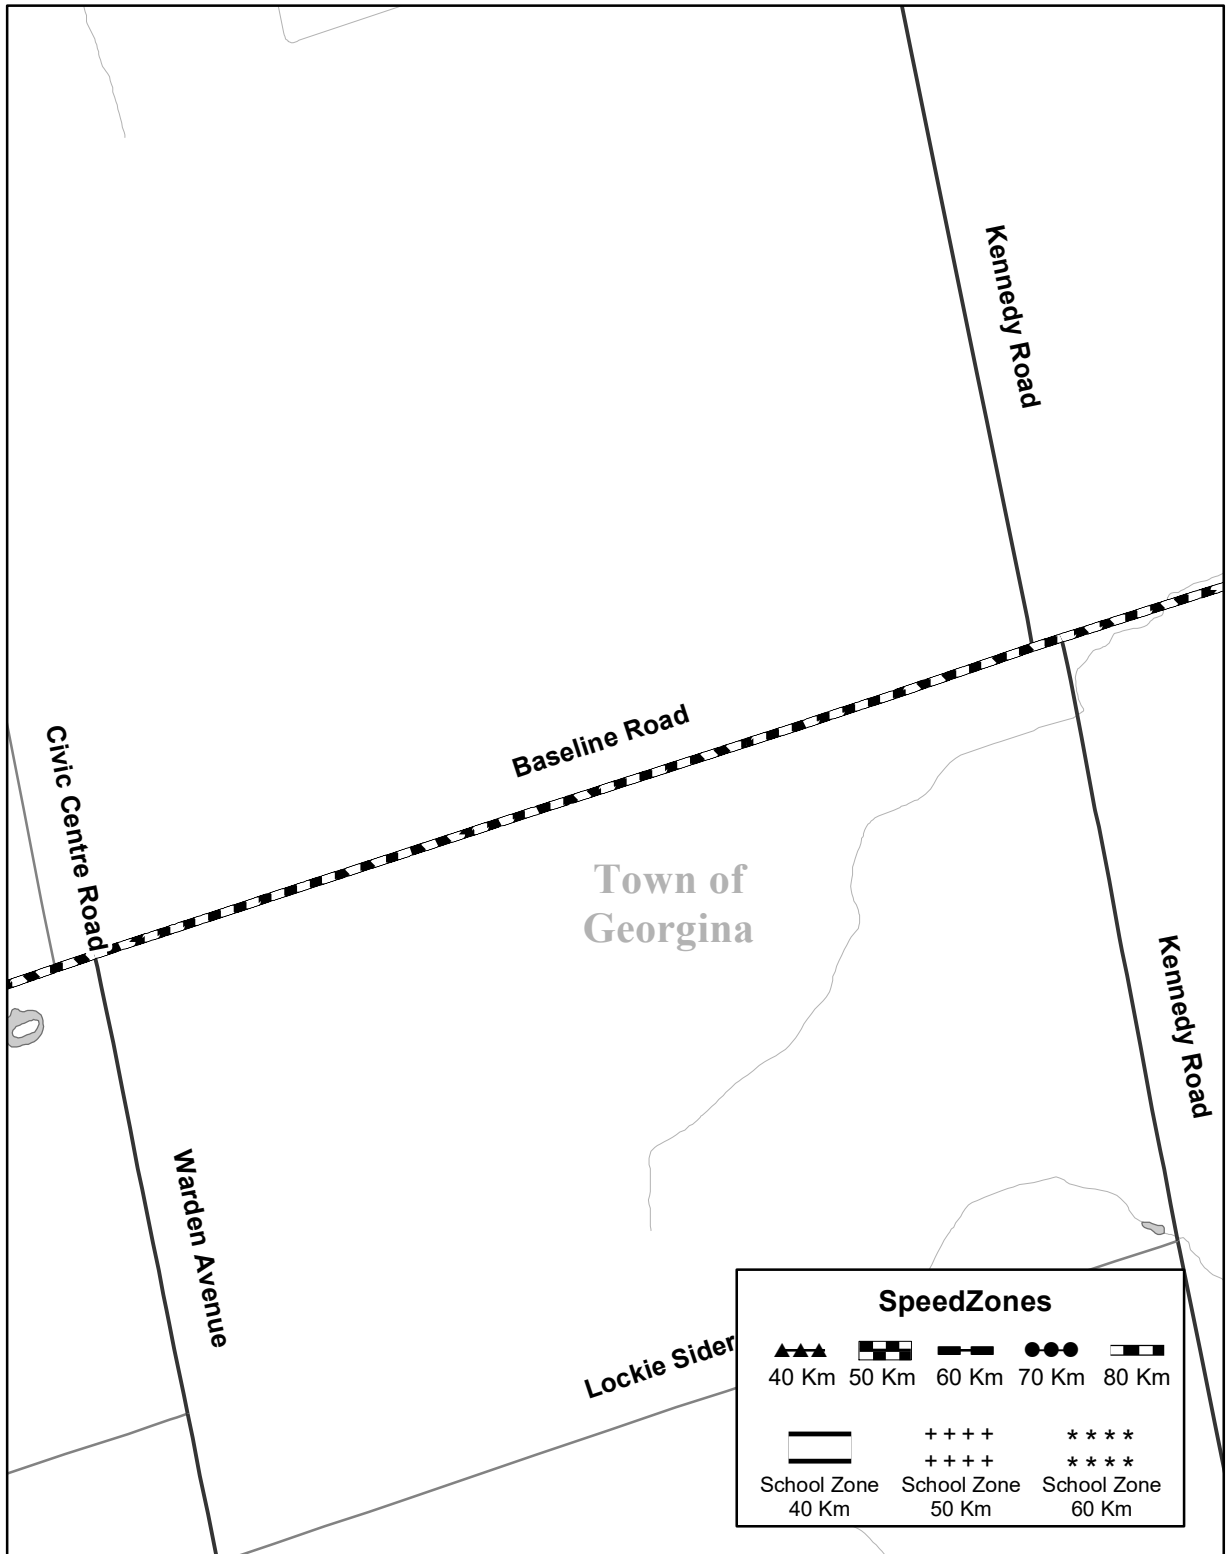 Kennedy Road
Baseline Road
Civic Centre Road
Town of
Georgina
Kennedy Road
Warden Avenue
Lockie Sider
SpeedZones
40 Km 50 Km 60 Km 70 Km 80 Km
+ + + + * * * *
+ + + + * * * *
School Zone School Zone School Zone
40 Km 50 Km 60 Km